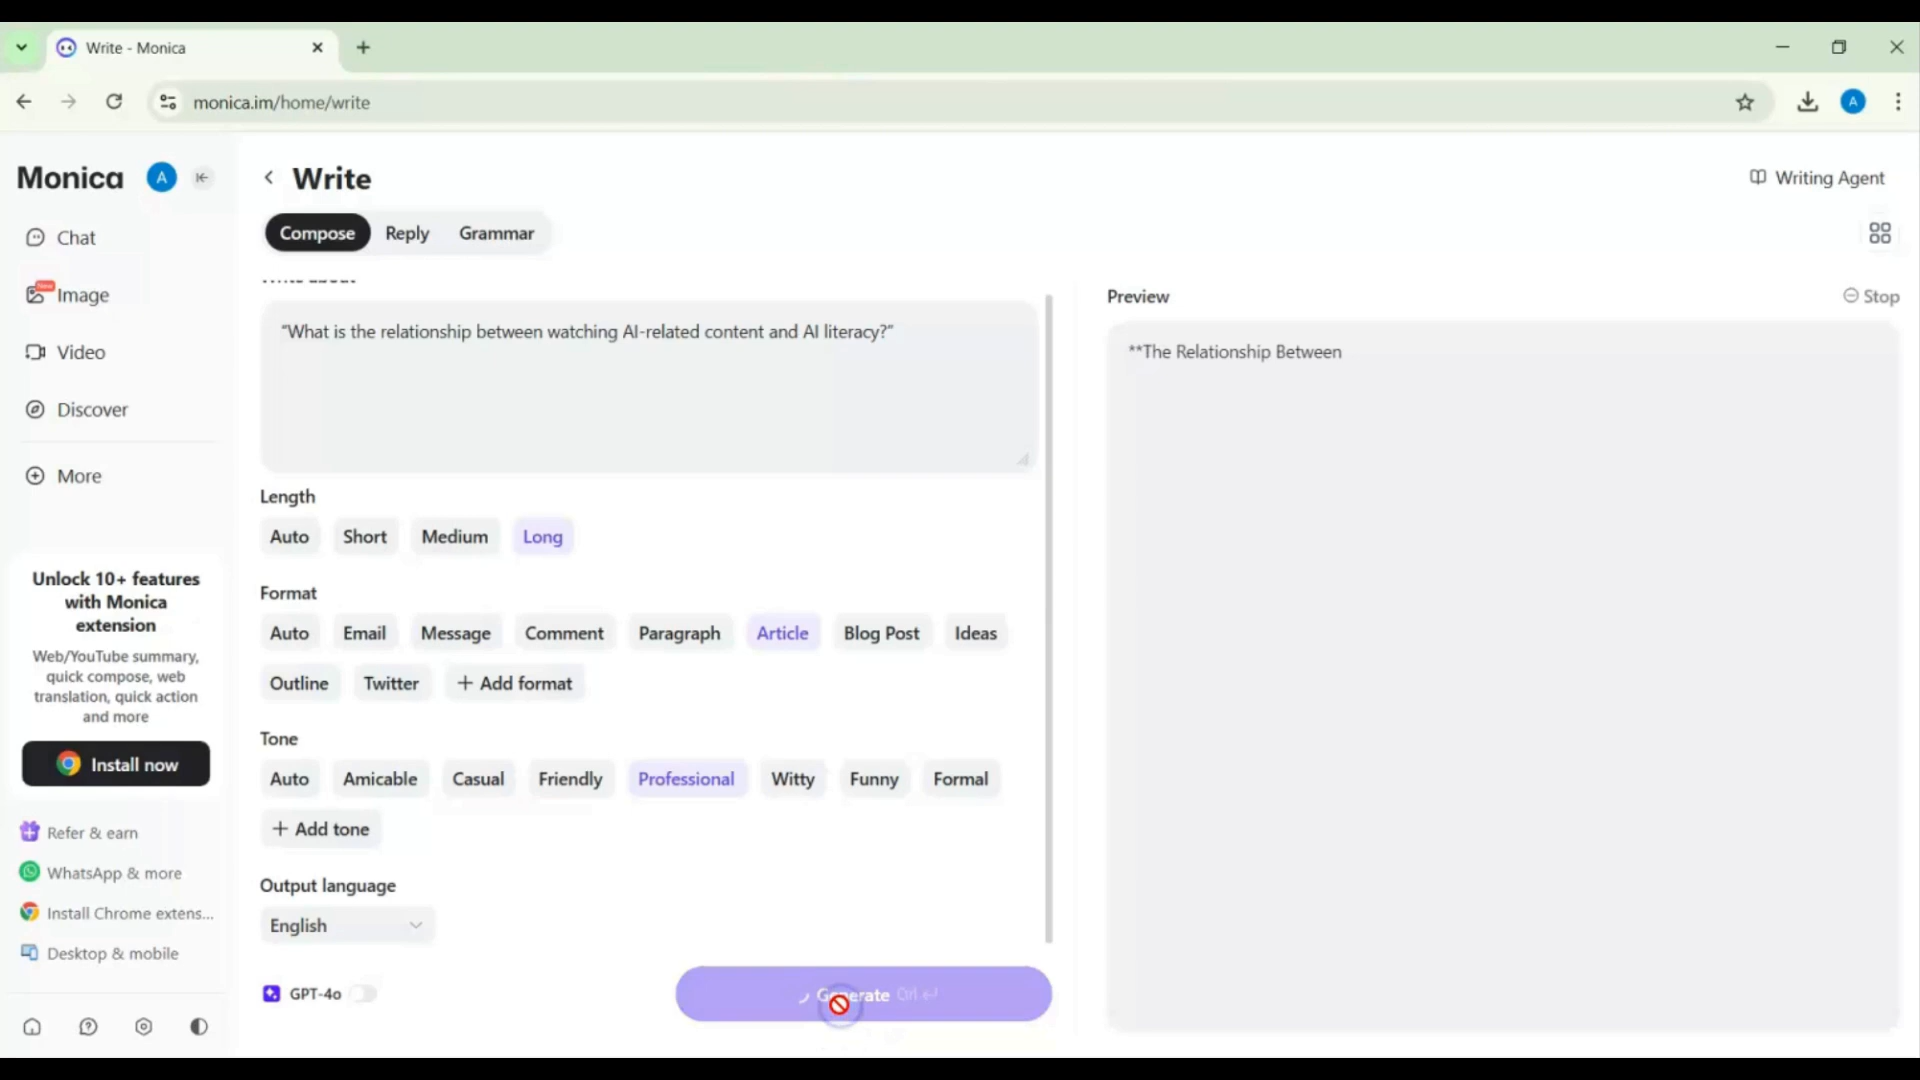 Write - Monica
monica.im/home/write
A
Monica
A
Chat
New
Image
Video
Discover
More
Unlock 10+ features
with Monica
extension
Web/YouTube summary,
quick compose, web
translation, quick action
and more
Install now
Refer & earn
WhatsApp & more
Install Chrome extens...
Desktop & mobile
Write
Writing Agent
Compose
Reply
Grammar
"What is the relationship between watching AI-related content and AI literacy?"
Length
Auto
Short
Medium
Long
Format
Auto
Email
Message
Comment
Paragraph
Article
Blog Post
Ideas
Outline
Twitter
+ Add format
Tone
Auto
Amicable
Casual
Friendly
Professional
Witty
Funny
Formal
+ Add tone
Output language
English
GPT-4o
Generate Ctrl ↵
Preview
Stop
**The Relationship Between